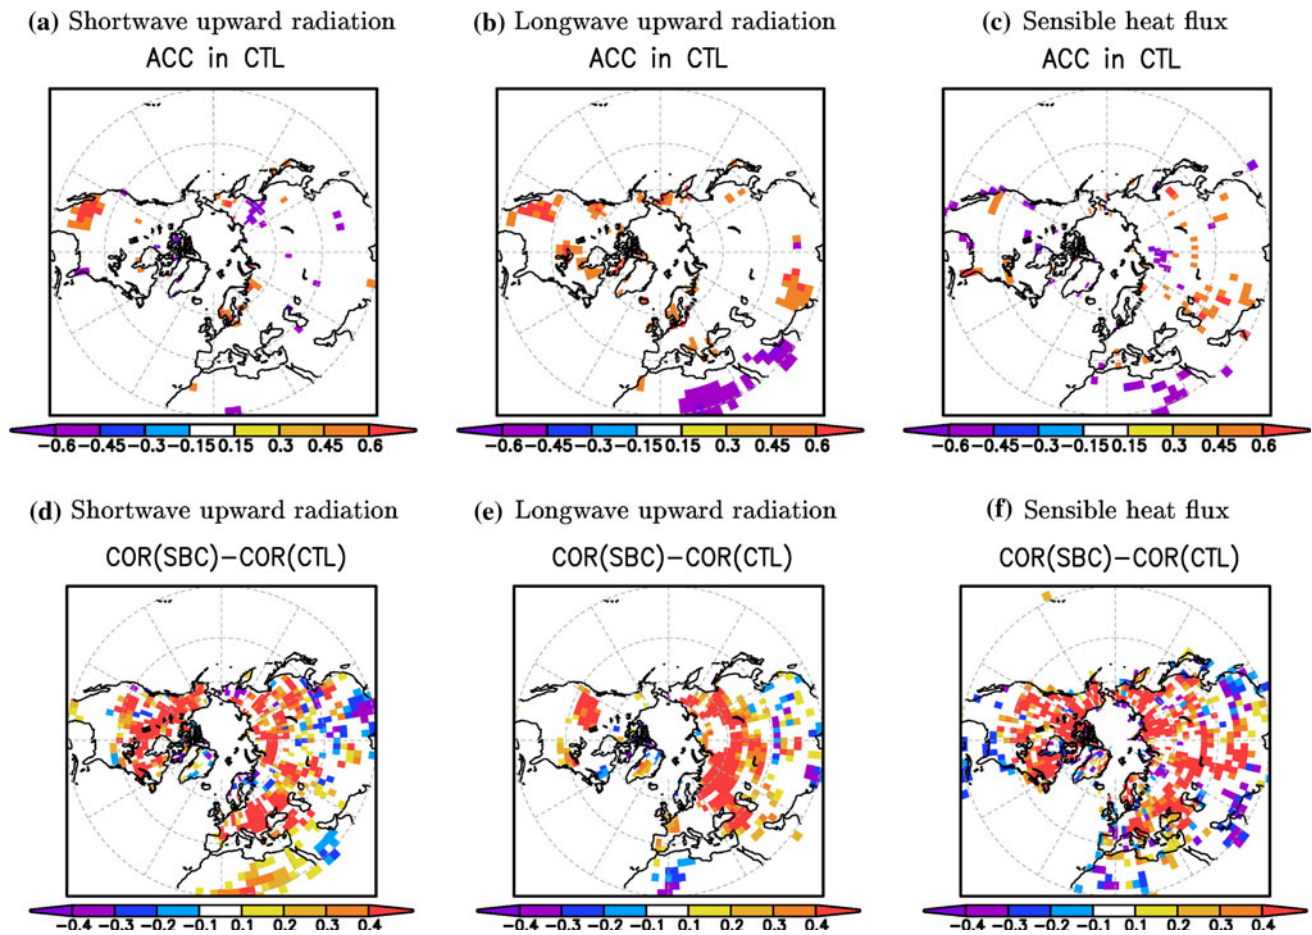 (a) Shortwave upward radiation
ACC in CTL
(b) Longwave upward radiation
ACC in CTL
(c) Sensible heat flux
ACC in CTL
-0.6 -0.45 -0.3 -0.15 0.15 0.3 0.45 0.6
-0.6 -0.45 -0.3 -0.15 0.15 0.3 0.45 0.6
-0.6 -0.45 -0.3 -0.15 0.15 0.3 0.45 0.6
(d) Shortwave upward radiation
COR(SBC)-COR(CTL)
(e) Longwave upward radiation
COR(SBC)-COR(CTL)
(f) Sensible heat flux
COR(SBC)-COR(CTL)
-0.4 -0.3 -0.2 -0.1 0.1 0.2 0.3 0.4
-0.4 -0.3 -0.2 -0.1 0.1 0.2 0.3 0.4
-0.4 -0.3 -0.2 -0.1 0.1 0.2 0.3 0.4